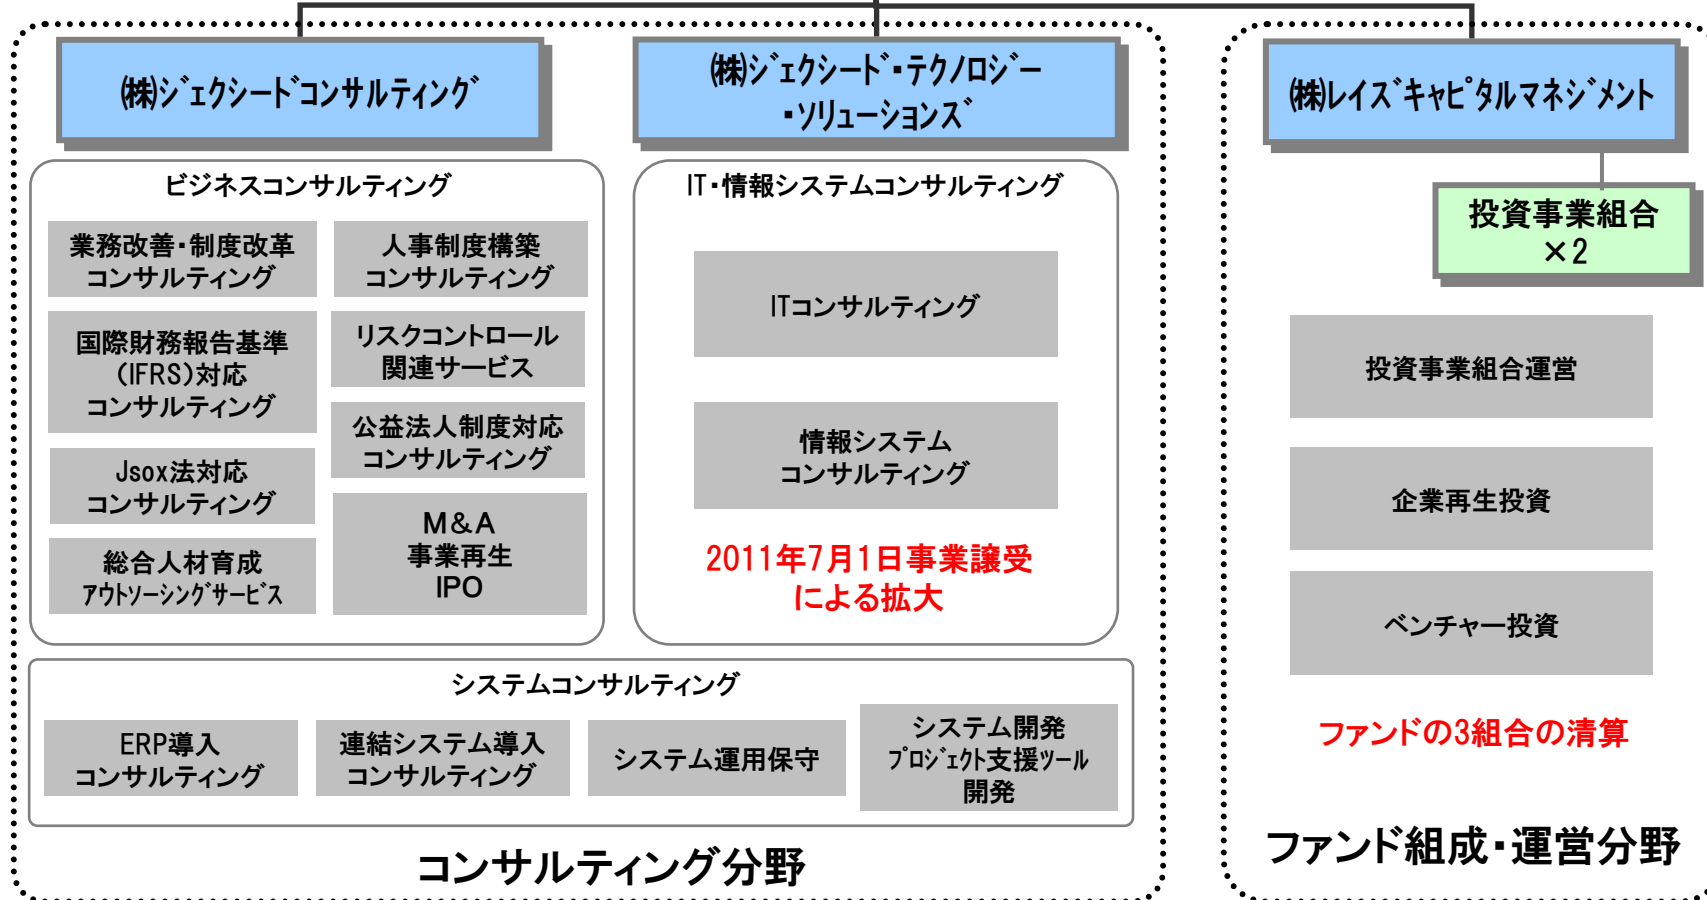 ㈱ジェクシードコンサルティング
㈱ジェクシード・テクノロジー
・ソリューションズ
㈱レイズキャピタルマネジメント
ビジネスコンサルティング
業務改善・制度改革
コンサルティング
人事制度構築
コンサルティング
国際財務報告基準
(IFRS)対応
コンサルティング
リスクコントロール
関連サービス
公益法人制度対応
コンサルティング
Jsox法対応
コンサルティング
M&A
事業再生
IPO
総合人材育成
アウトソーシングサービス
IT・情報システムコンサルティング
ITコンサルティング
情報システム
コンサルティング
2011年7月1日事業譲受
による拡大
システムコンサルティング
ERP導入
コンサルティング
連結システム導入
コンサルティング
システム運用保守
システム開発
プロジェクト支援ツール
開発
コンサルティング分野
投資事業組合
×2
投資事業組合運営
企業再生投資
ベンチャー投資
ファンドの3組合の清算
ファンド組成・運営分野